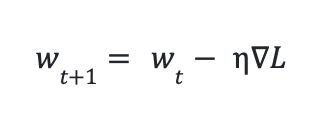 w_{t+1} = w_t − η∇L